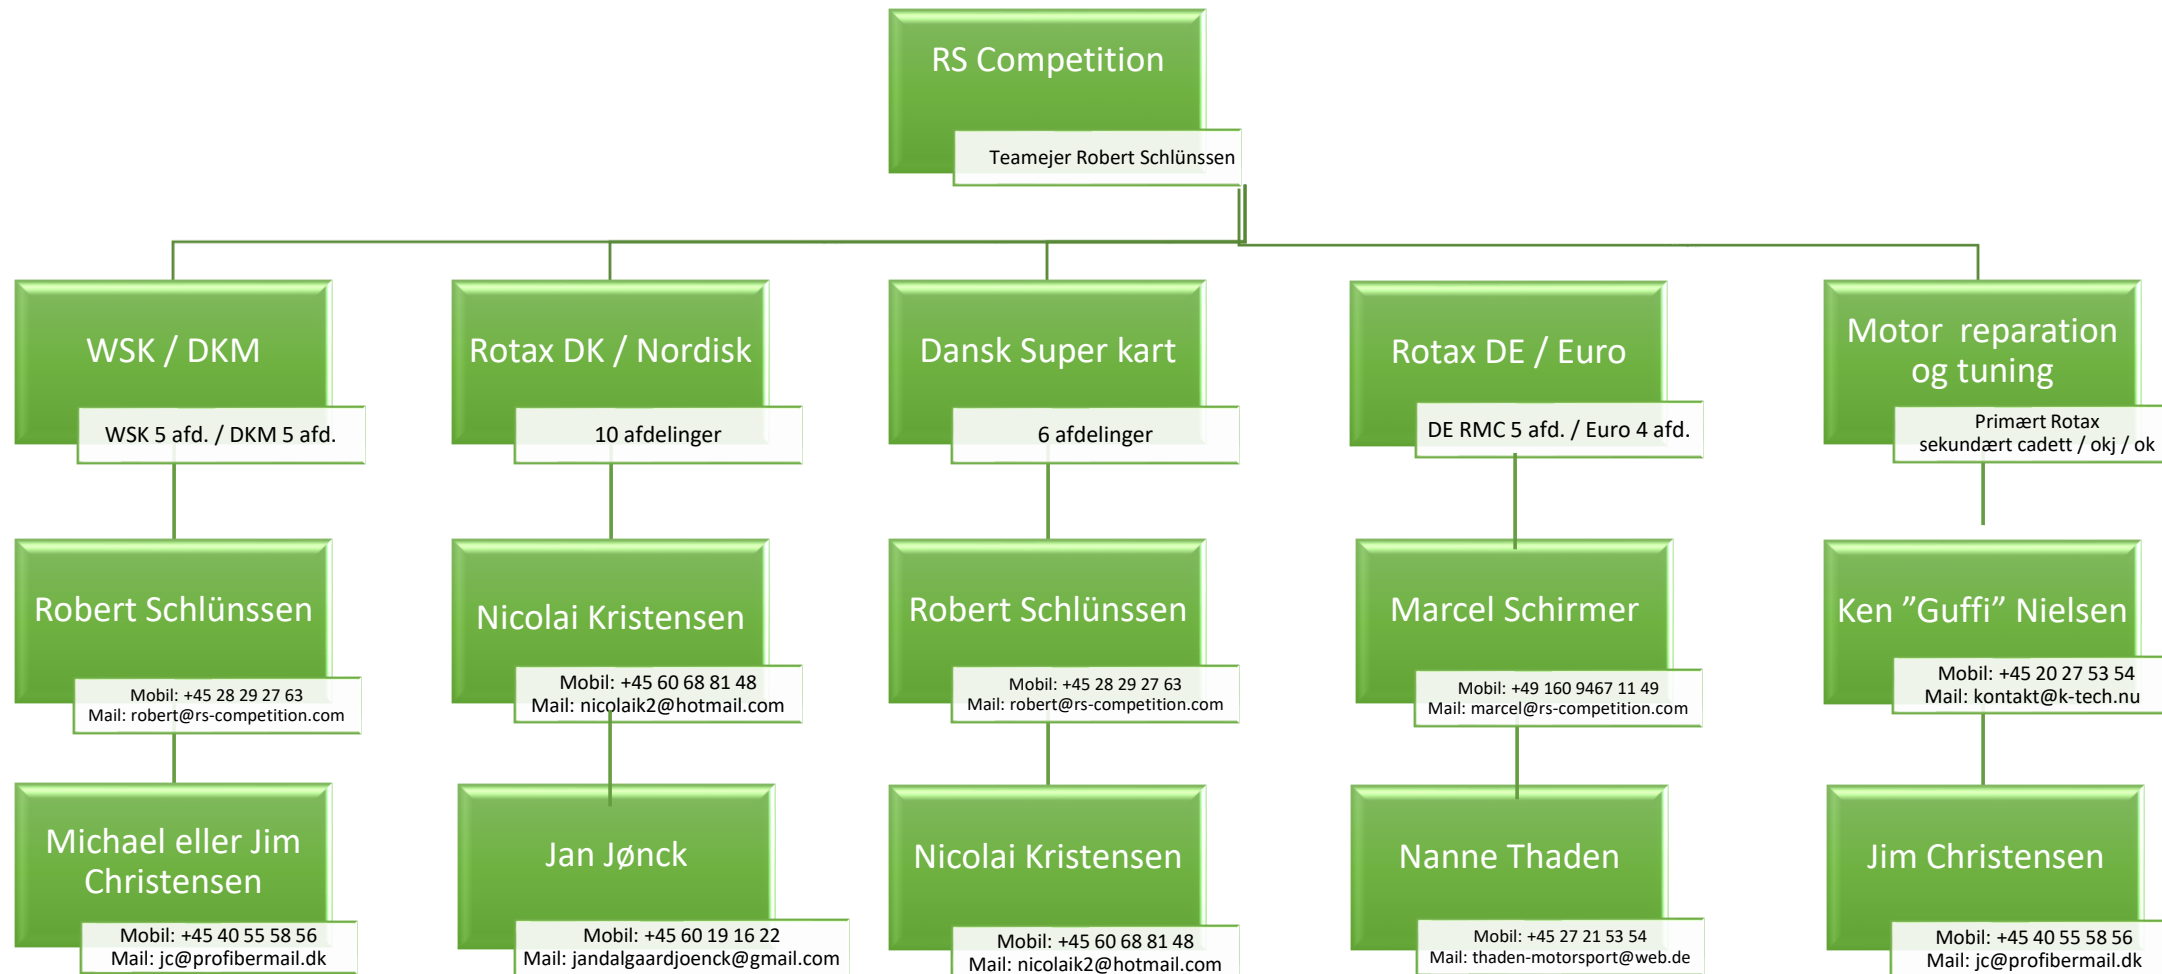 RS Competition
Teamejer Robert Schlünssen
WSK / DKM
WSK 5 afd. / DKM 5 afd.
Rotax DK / Nordisk
10 afdelinger
Dansk Super kart
6 afdelinger
Rotax DE / Euro
DE RMC 5 afd. / Euro 4 afd.
Motor  reparation
og tuning
Primært Rotax
sekundært cadett / okj / ok
Robert Schlünssen
Mobil: +45 28 29 27 63
Mail: robert@rs-competition.com
Nicolai Kristensen
Mobil: +45 60 68 81 48
Mail: nicolaik2@hotmail.com
Robert Schlünssen
Mobil: +45 28 29 27 63
Mail: robert@rs-competition.com
Marcel Schirmer
Mobil: +49 160 9467 11 49
Mail: marcel@rs-competition.com
Ken ”Guffi” Nielsen
Mobil: +45 20 27 53 54
Mail: kontakt@k-tech.nu
Michael eller Jim
Christensen
Mobil: +45 40 55 58 56
Mail: jc@profibermail.dk
Jan Jønck
Mobil: +45 60 19 16 22
Mail: jandalgaardjoenck@gmail.com
Nicolai Kristensen
Mobil: +45 60 68 81 48
Mail: nicolaik2@hotmail.com
Nanne Thaden
Mobil: +45 27 21 53 54
Mail: thaden-motorsport@web.de
Jim Christensen
Mobil: +45 40 55 58 56
Mail: jc@profibermail.dk